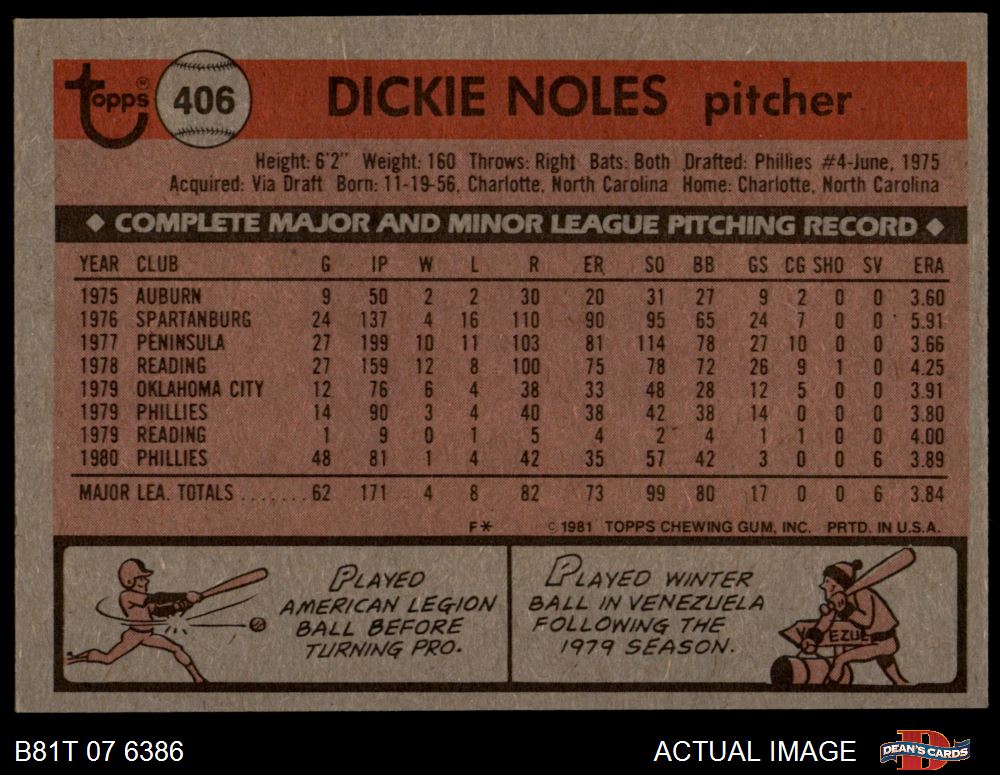 Topps 406 DICKIE NOLES pitcher
Height: 6'2" Weight: 160 Throws: Right Bats: Both Drafted: Phillies #4-June, 1975
Acquired: Via Draft Born: 11-19-56, Charlotte, North Carolina Home: Charlotte, North Carolina
◆ COMPLETE MAJOR AND MINOR LEAGUE PITCHING RECORD ◆
YEAR CLUB G IP W L R ER SO BB GS CG SHO SV ERA
1975 AUBURN 9 50 2 2 30 20 31 27 9 2 0 0 3.60
1976 SPARTANBURG 24 137 4 16 110 90 95 65 24 7 0 0 5.91
1977 PENINSULA 27 199 10 11 103 81 114 78 27 10 0 0 3.66
1978 READING 27 159 12 8 100 75 78 72 26 9 1 0 4.25
1979 OKLAHOMA CITY 12 76 6 4 38 33 48 28 12 5 0 0 3.91
1979 PHILLIES 14 90 3 4 40 38 42 38 14 0 0 0 3.80
1979 READING 1 9 0 1 5 4 2 4 1 1 0 0 4.00
1980 PHILLIES 48 81 1 4 42 35 57 42 3 0 0 6 3.89
MAJOR LEA. TOTALS ....... 62 171 4 8 82 73 99 80 17 0 0 6 3.84
F* © 1981 TOPPS CHEWING GUM, INC. PRTD. IN U.S.A.
PLAYED
AMERICAN LEGION
BALL BEFORE
TURNING PRO.
PLAYED WINTER
BALL IN VENEZUELA
FOLLOWING THE
1979 SEASON.
B81T 07 6386
ACTUAL IMAGE
DEAN'S CARDS